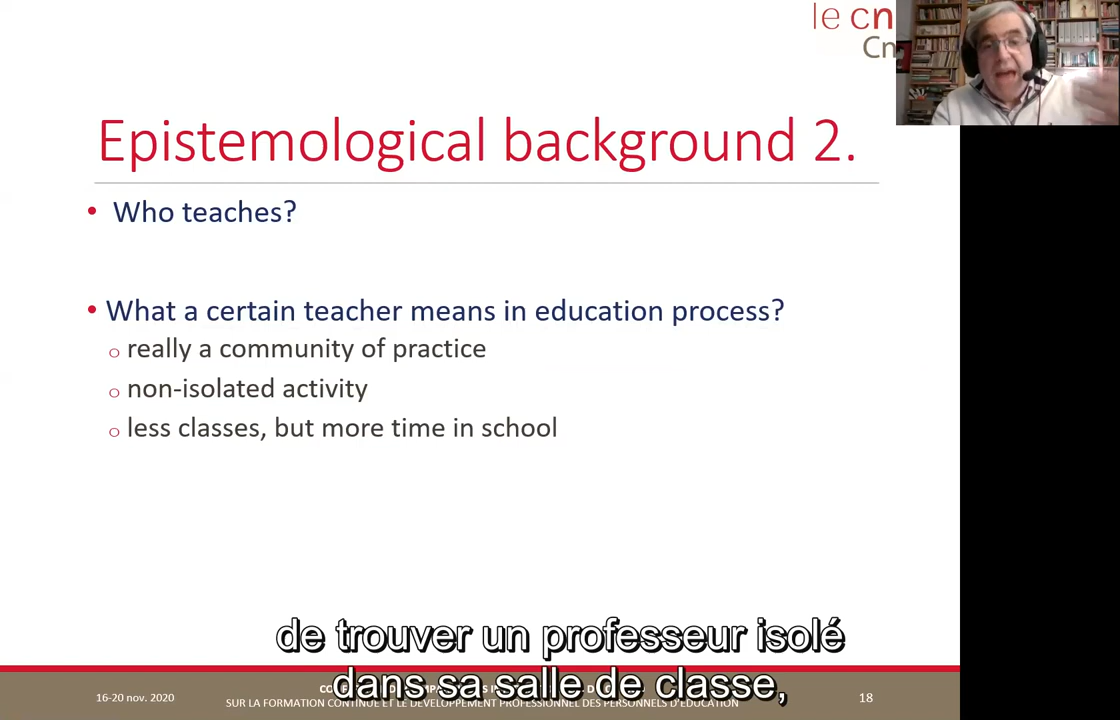 le cn
Cn
Epistemological background 2.
• Who teaches?
• What a certain teacher means in education process?
o really a community of practice
o non-isolated activity
o less classes, but more time in school
de trouver un professeur isolé
dans sa salle de classe,
16-20 nov. 2020
SUR LA FORMATION CONTINUE ET LE DÉVELOPPEMENT PROFESSIONNEL DES PERSONNELS D'ÉDUCATION
18